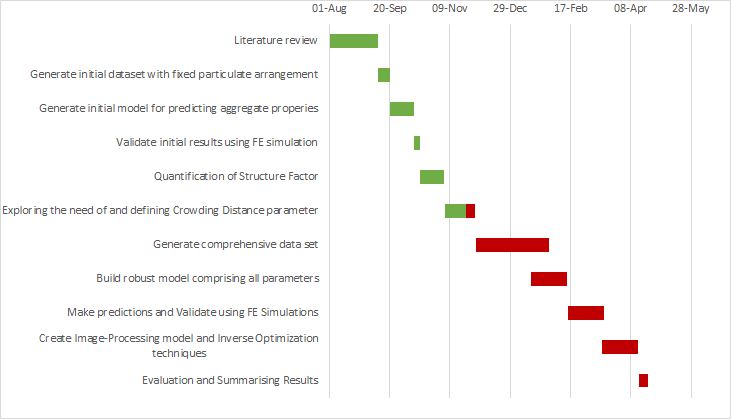 01-Aug 20-Sep 09-Nov 29-Dec 17-Feb 08-Apr 28-May
Literature review
Generate initial dataset with fixed particulate arrangement
Generate initial model for predicting aggregate properies
Validate initial results using FE simulation
Quantification of Structure Factor
Exploring the need of and defining Crowding Distance parameter
Generate comprehensive data set
Build robust model comprising all parameters
Make predictions and Validate using FE Simulations
Create Image-Processing model and Inverse Optimization
techniques
Evaluation and Summarising Results